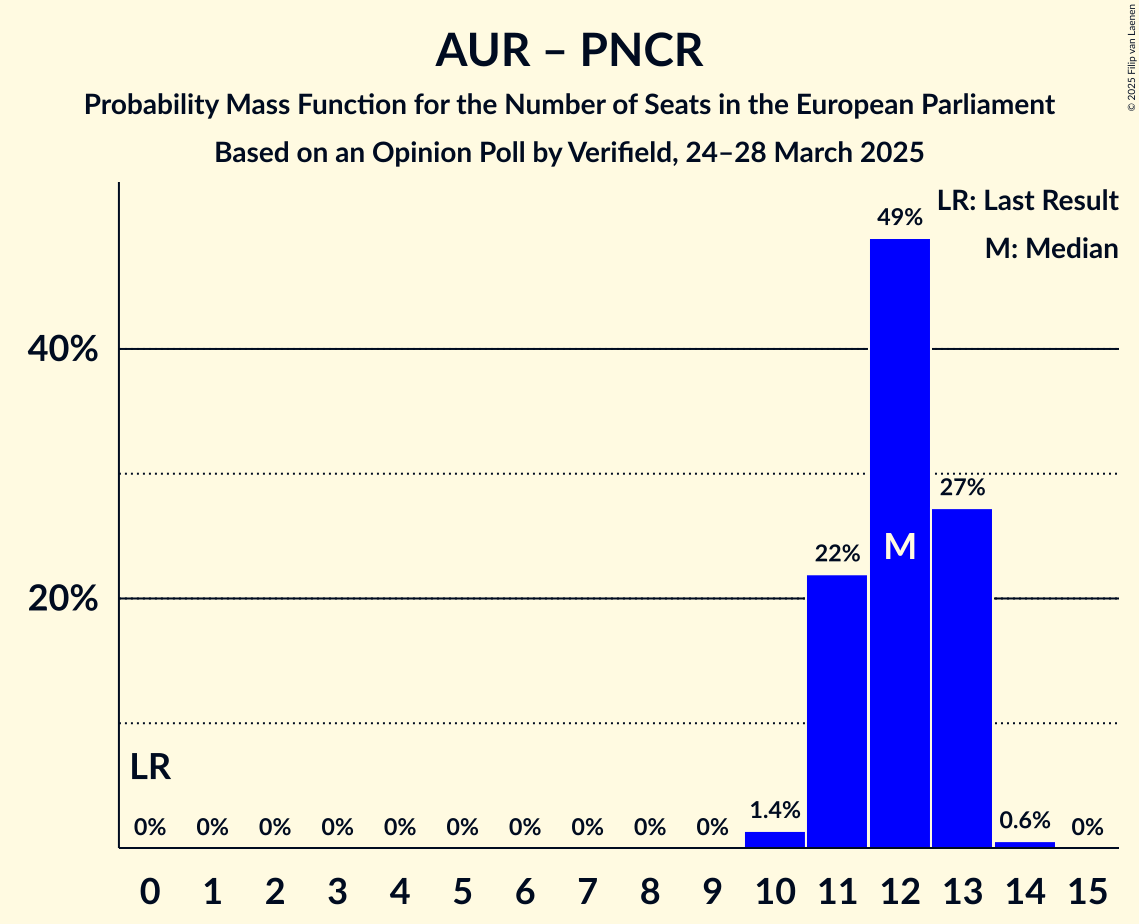 AUR – PNCR
Probability Mass Function for the Number of Seats in the European Parliament
Based on an Opinion Poll by Verifield, 24–28 March 2025
© 2025 Filip van Laenen
LR: Last Result
M: Median
49%
40%
27%
22%
M
20%
LR
0% 0% 0% 0% 0% 0% 0% 0% 0% 0% 1.4% 0.6% 0%
0 1 2 3 4 5 6 7 8 9 10 11 12 13 14 15